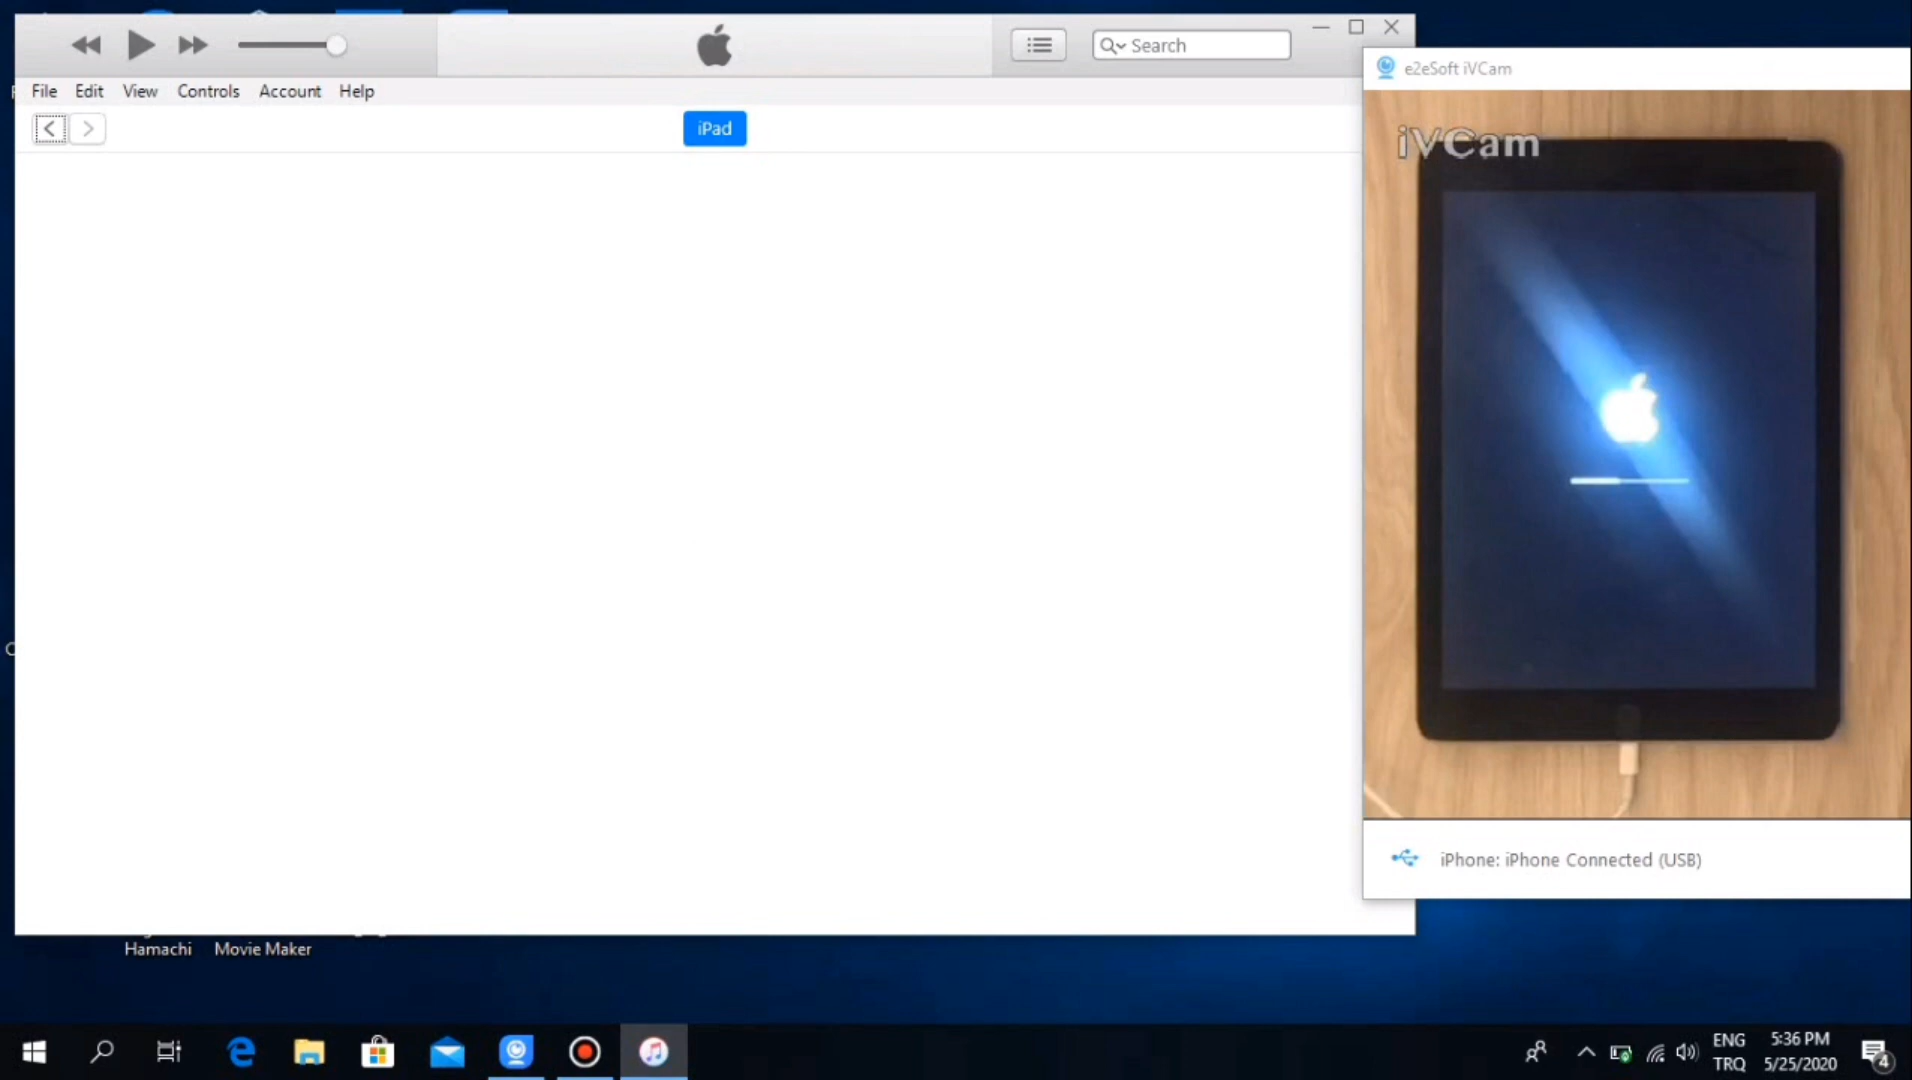 Search
File Edit View Controls Account Help
iPad
e2eSoft iVCam
iVCam
iPhone: iPhone Connected (USB)
Hamachi Movie Maker
ENG
TRQ
5:36 PM
5/25/2020
4